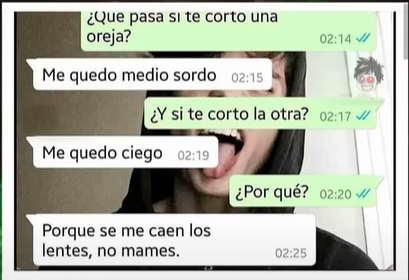 ¿Que pasa si te corto una
oreja? 02:14
Me quedo medio sordo 02:15
¿Y si te corto la otra? 02:17
Me quedo ciego 02:19
¿Por qué? 02:20
Porque se me caen los
lentes, no mames. 02:25